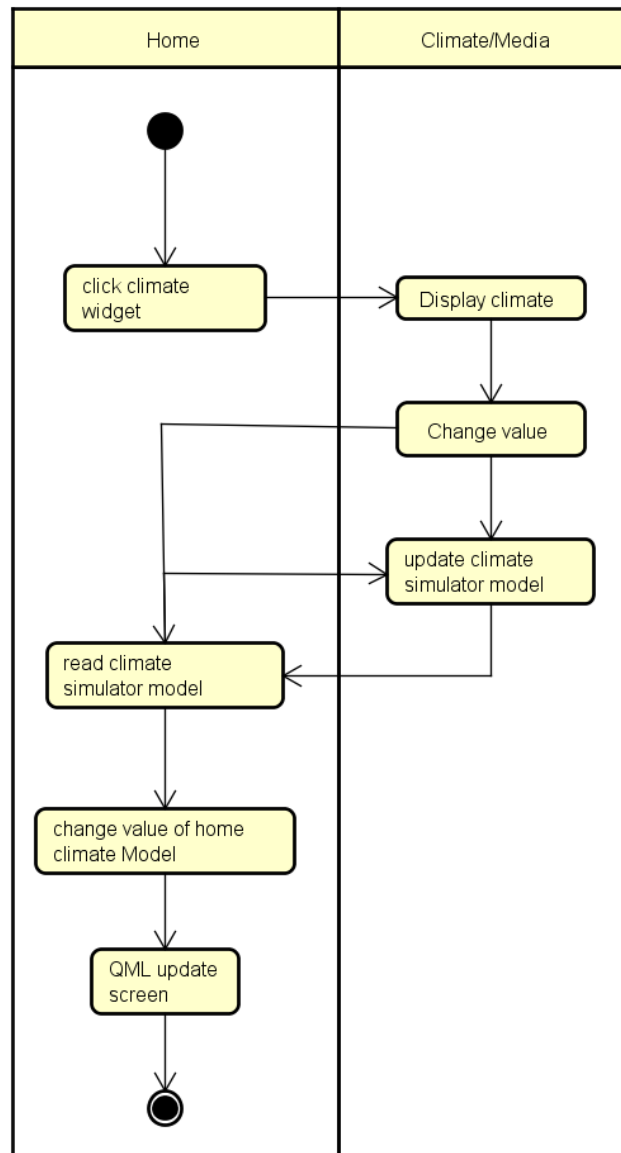 Home
Climate/Media
click climate
widget
Display climate
Change value
update climate
simulator model
read climate
simulator model
change value of home
climate Model
QML update
screen